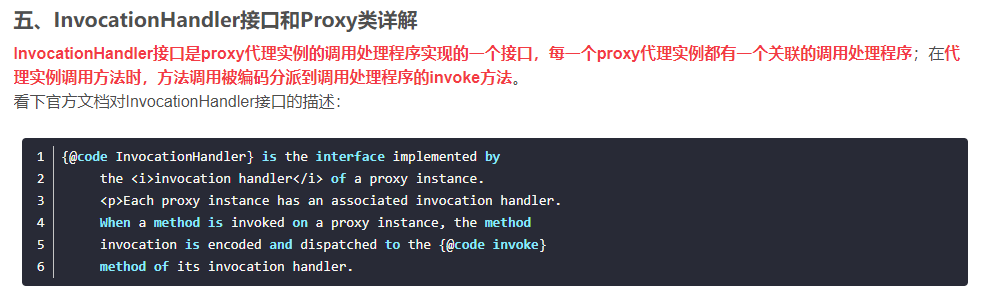 五、InvocationHandler接口和Proxy类详解
InvocationHandler接口是proxy代理实例的调用处理程序实现的一个接口，每一个proxy代理实例都有一个关联的调用处理程序；在代
理实例调用方法时，方法调用被编码分派到调用处理程序的invoke方法。
看下官方文档对InvocationHandler接口的描述：
1 {@code InvocationHandler} is the interface implemented by
2 the <i>invocation handler</i> of a proxy instance.
3 <p>Each proxy instance has an associated invocation handler.
4 When a method is invoked on a proxy instance, the method
5 invocation is encoded and dispatched to the {@code invoke}
6 method of its invocation handler.